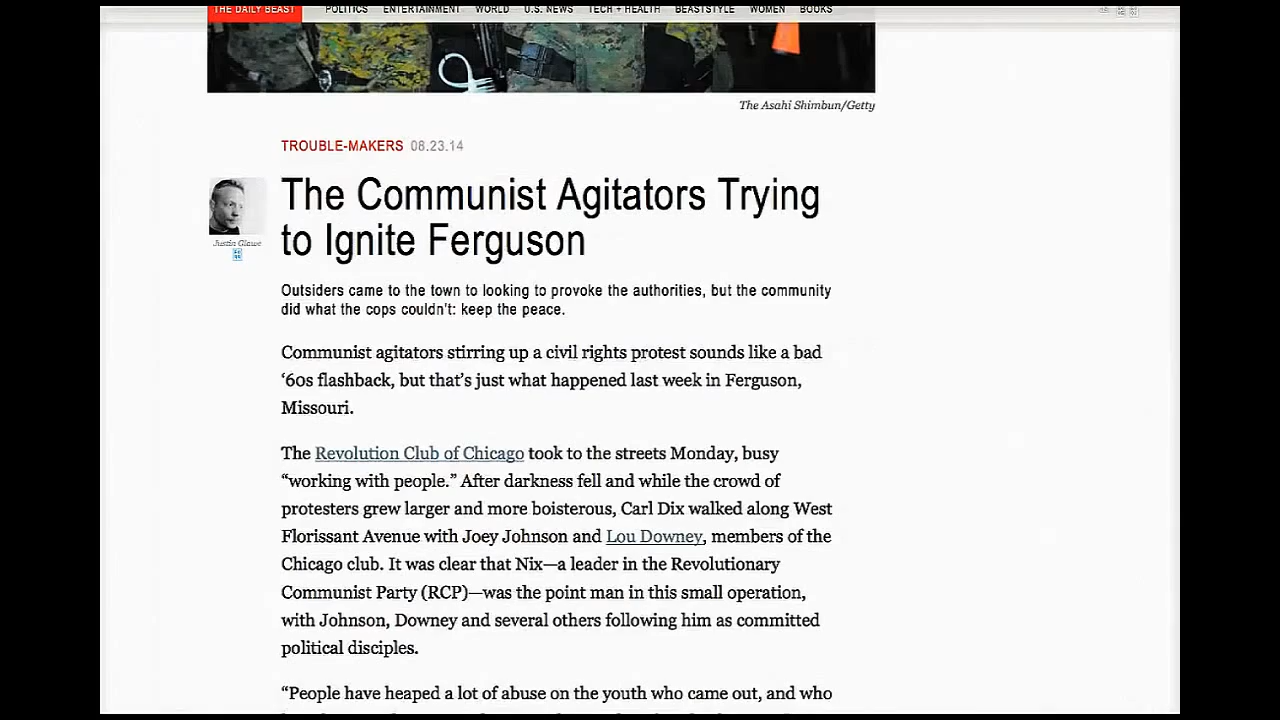 THE DAILY BEAST POLITICS ENTERTAINMENT WORLD U.S. NEWS TECH + HEALTH BEASTSTYLE WOMEN BOOKS
The Asahi Shimbun/Getty
TROUBLE-MAKERS 08.23.14
The Communist Agitators Trying
to Ignite Ferguson
Justin Glawe
Outsiders came to the town to looking to provoke the authorities, but the community
did what the cops couldn't: keep the peace.
Communist agitators stirring up a civil rights protest sounds like a bad
‘60s flashback, but that’s just what happened last week in Ferguson,
Missouri.
The Revolution Club of Chicago took to the streets Monday, busy
“working with people.” After darkness fell and while the crowd of
protesters grew larger and more boisterous, Carl Dix walked along West
Florissant Avenue with Joey Johnson and Lou Downey, members of the
Chicago club. It was clear that Nix—a leader in the Revolutionary
Communist Party (RCP)—was the point man in this small operation,
with Johnson, Downey and several others following him as committed
political disciples.
“People have heaped a lot of abuse on the youth who came out, and who